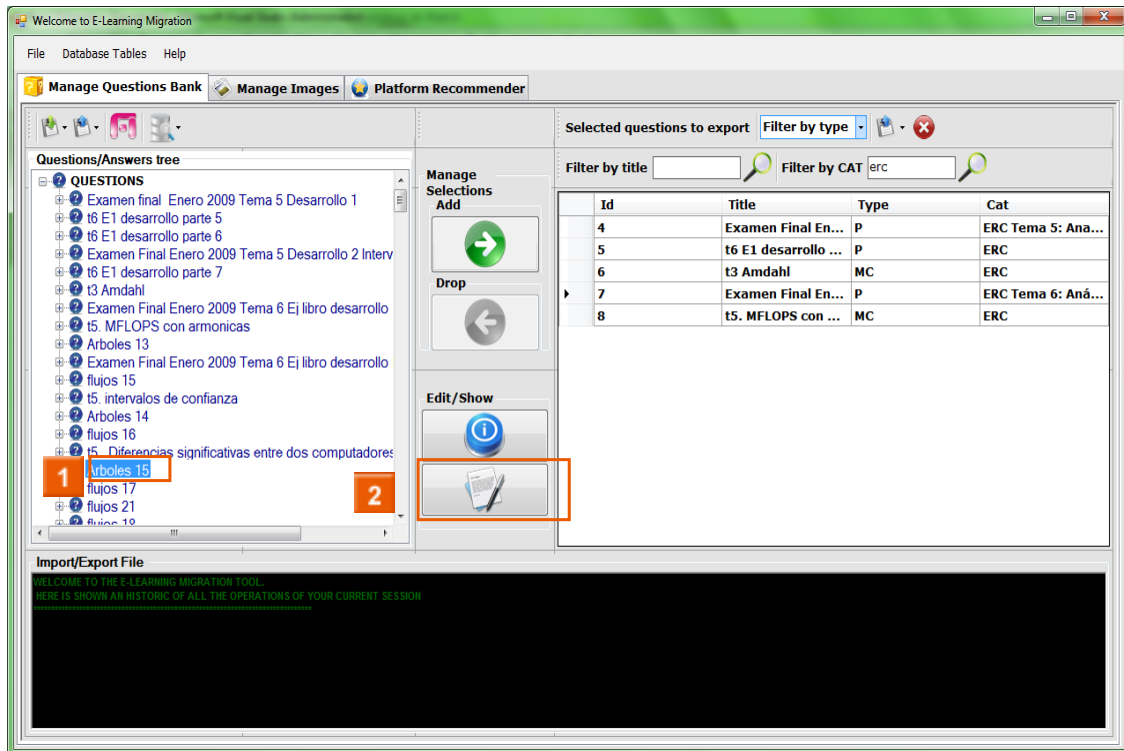 Welcome to E-Learning Migration
File Database Tables Help
Manage Questions Bank Manage Images Platform Recommender
Selected questions to export Filter by type
Questions/Answers tree
QUESTIONS
Examen final Enero 2009 Tema 5 Desarrollo 1
t6 E1 desarrollo parte 5
t6 E1 desarrollo parte 6
Examen Final Enero 2009 Tema 5 Desarrollo 2 Interv
t6 E1 desarrollo parte 7
t3 Amdahl
Examen Final Enero 2009 Tema 6 Ej libro desarrollo
t5. MFLOPS con armonicas
Arboles 13
Examen Final Enero 2009 Tema 6 Ej libro desarrollo
flujos 15
t5. intervalos de confianza
Arboles 14
flujos 16
t5. Diferencias significativas entre dos computadores
1 Arboles 15
flujos 17
flujos 21
flujos 18
Manage Selections
Add
Drop
Edit/Show
2
Filter by title Filter by CAT erc
Id Title Type Cat
4 Examen Final En... P ERC Tema 5: Ana...
5 t6 E1 desarrollo ... P ERC
6 t3 Amdahl MC ERC
7 Examen Final En... P ERC Tema 6: Aná...
8 t5. MFLOPS con ... MC ERC
Import/Export File
WELCOME TO THE E-LEARNING MIGRATION TOOL.
HERE IS SHOWN AN HISTORIC OF ALL THE OPERATIONS OF YOUR CURRENT SESSION